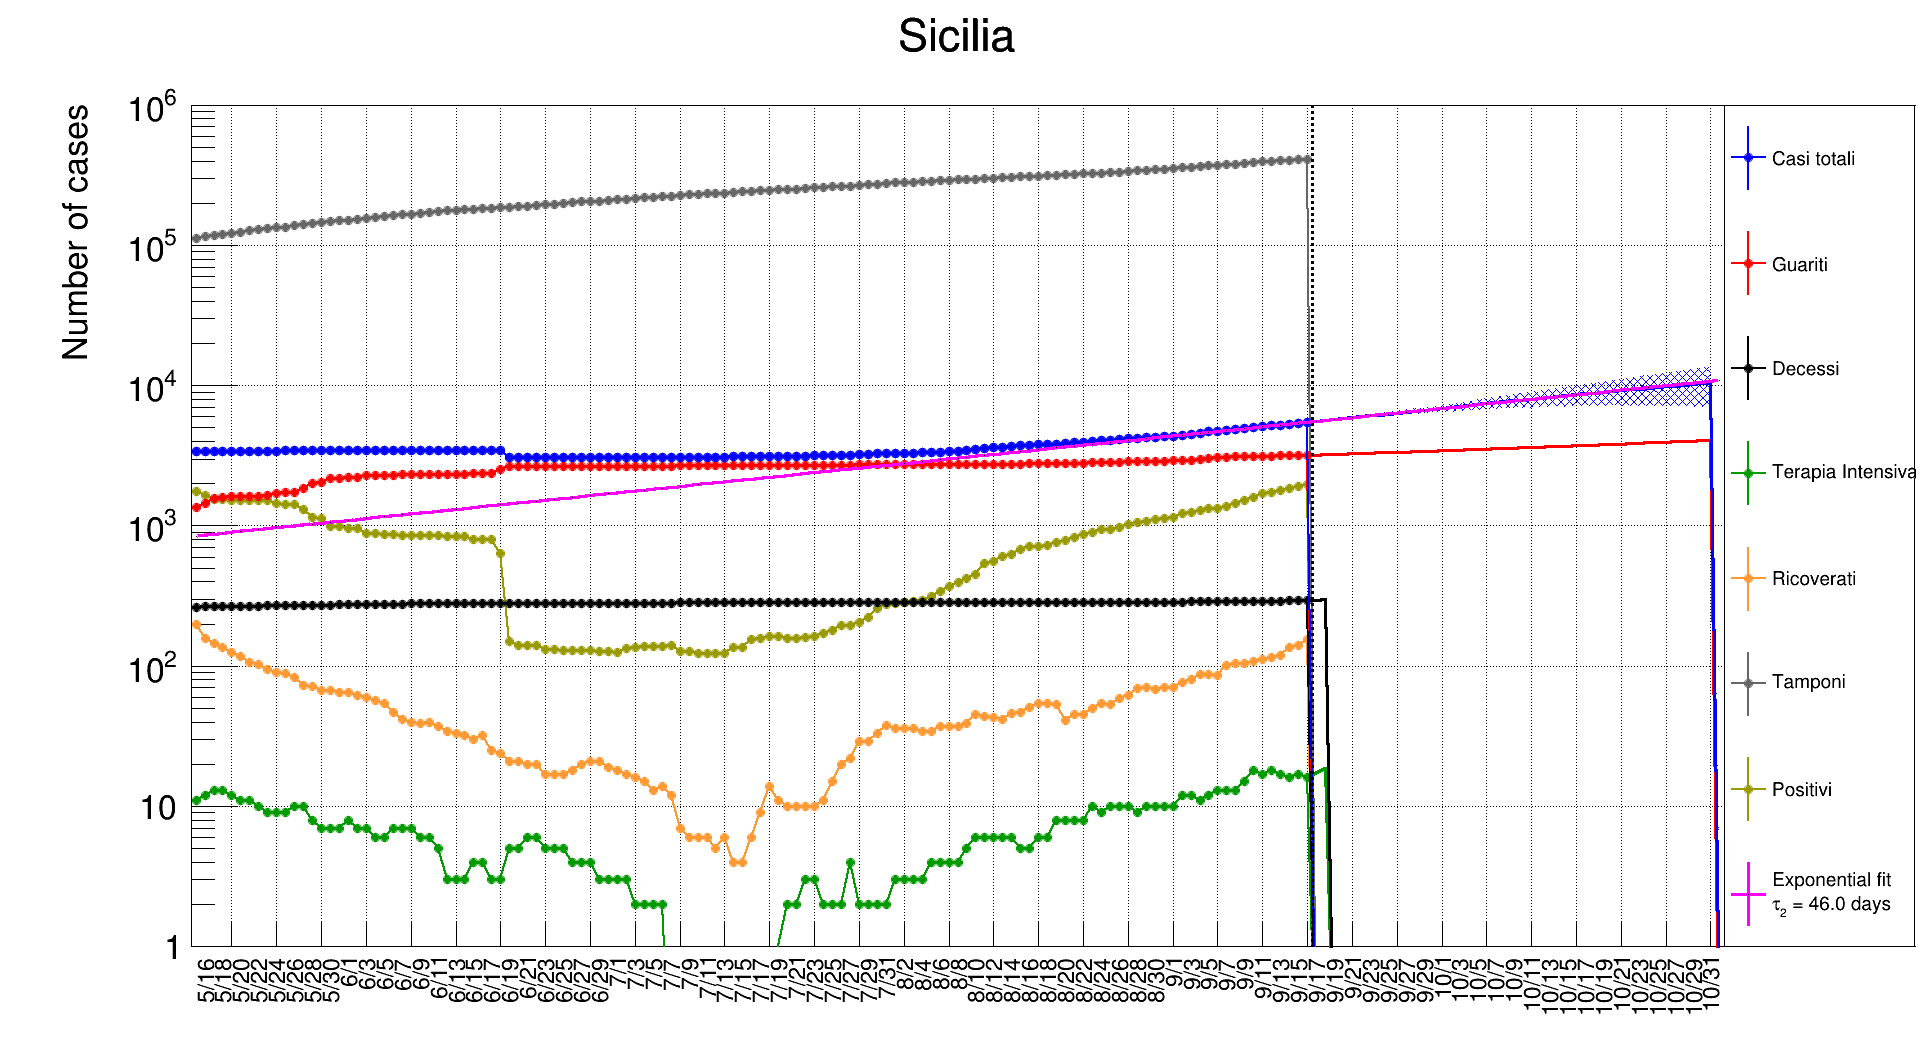 Sicilia
Number of cases
10^6
10^5
10^4
10^3
10^2
10
1
5/16 5/18 5/20 5/22 5/24 5/26 5/28 5/30 6/1 6/3 6/5 6/7 6/9 6/11 6/13 6/15 6/17 6/19 6/21 6/23 6/25 6/27 6/29 7/1 7/3 7/5 7/7 7/9 7/11 7/13 7/15 7/17 7/19 7/21 7/23 7/25 7/27 7/29 7/31 8/2 8/4 8/6 8/8 8/10 8/12 8/14 8/16 8/18 8/20 8/22 8/24 8/26 8/28 8/30 9/1 9/3 9/5 9/7 9/9 9/11 9/13 9/15 9/17 9/19 9/21 9/23 9/25 9/27 9/29 10/1 10/3 10/5 10/7 10/9 10/11 10/13 10/15 10/17 10/19 10/21 10/23 10/25 10/27 10/29 10/31
Casi totali
Guariti
Decessi
Terapia Intensiva
Ricoverati
Tamponi
Positivi
Exponential fit
τ2 = 46.0 days